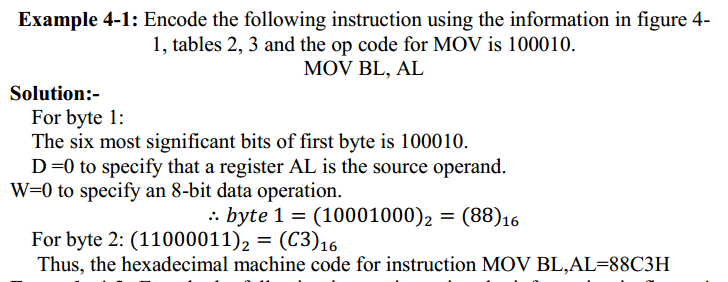 Example 4-1: Encode the following instruction using the information in figure 4-
1, tables 2, 3 and the op code for MOV is 100010.
MOV BL, AL
Solution:-
For byte 1:
The six most significant bits of first byte is 100010.
D =0 to specify that a register AL is the source operand.
W=0 to specify an 8-bit data operation.
∴ byte 1 = (10001000)₂ = (88)₁₆
For byte 2: (11000011)₂ = (C3)₁₆
Thus, the hexadecimal machine code for instruction MOV BL,AL=88C3H